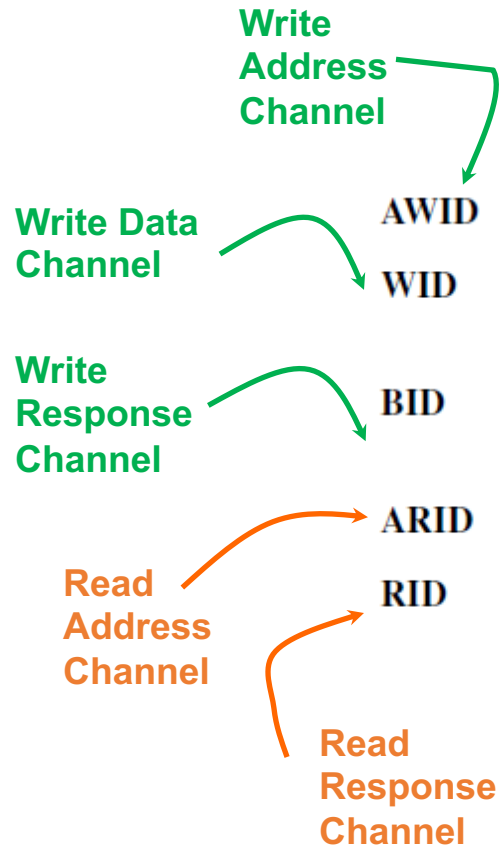 Write
Address
Channel
AWID
Write Data
Channel
WID
Write
Response
Channel
BID
ARID
Read
Address
Channel
RID
Read
Response
Channel